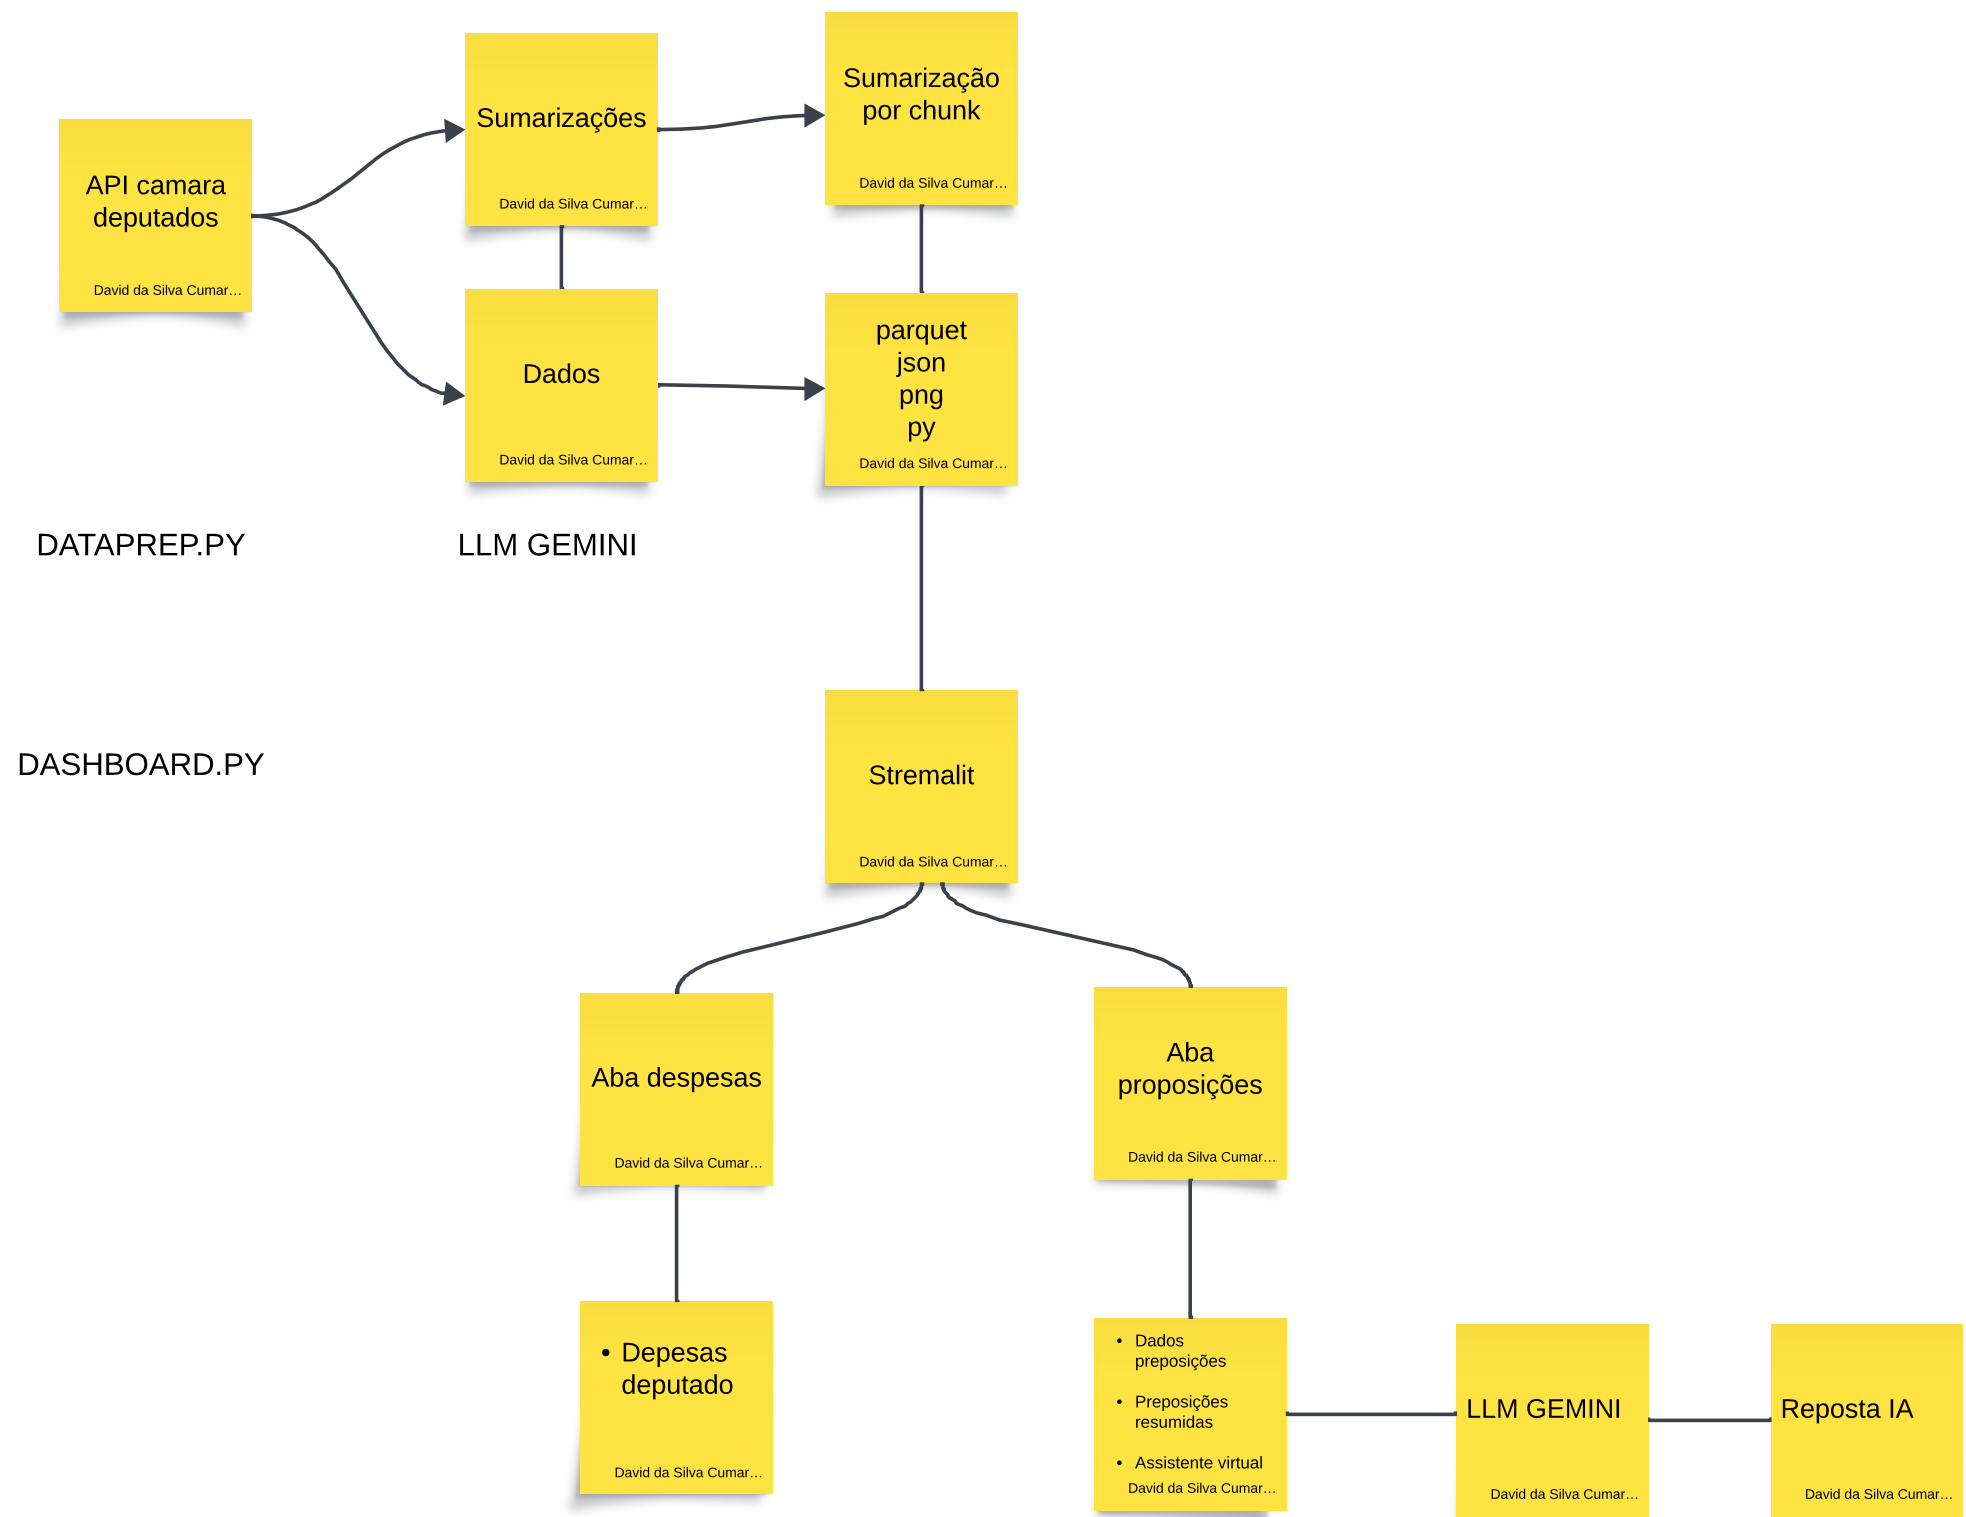 API camara
deputados
David da Silva Cumar…
Sumarizações
David da Silva Cumar…
Sumarização
por chunk
David da Silva Cumar…
Dados
David da Silva Cumar…
parquet
json
png
py
David da Silva Cumar…
DATAPREP.PY
LLM GEMINI
DASHBOARD.PY
Stremalit
David da Silva Cumar…
Aba despesas
David da Silva Cumar…
Aba
proposições
David da Silva Cumar…
• Depesas
deputado
David da Silva Cumar…
• Dados
preposições
• Preposições
resumidas
• Assistente virtual
David da Silva Cumar…
LLM GEMINI
David da Silva Cumar…
Reposta IA
David da Silva Cumar…